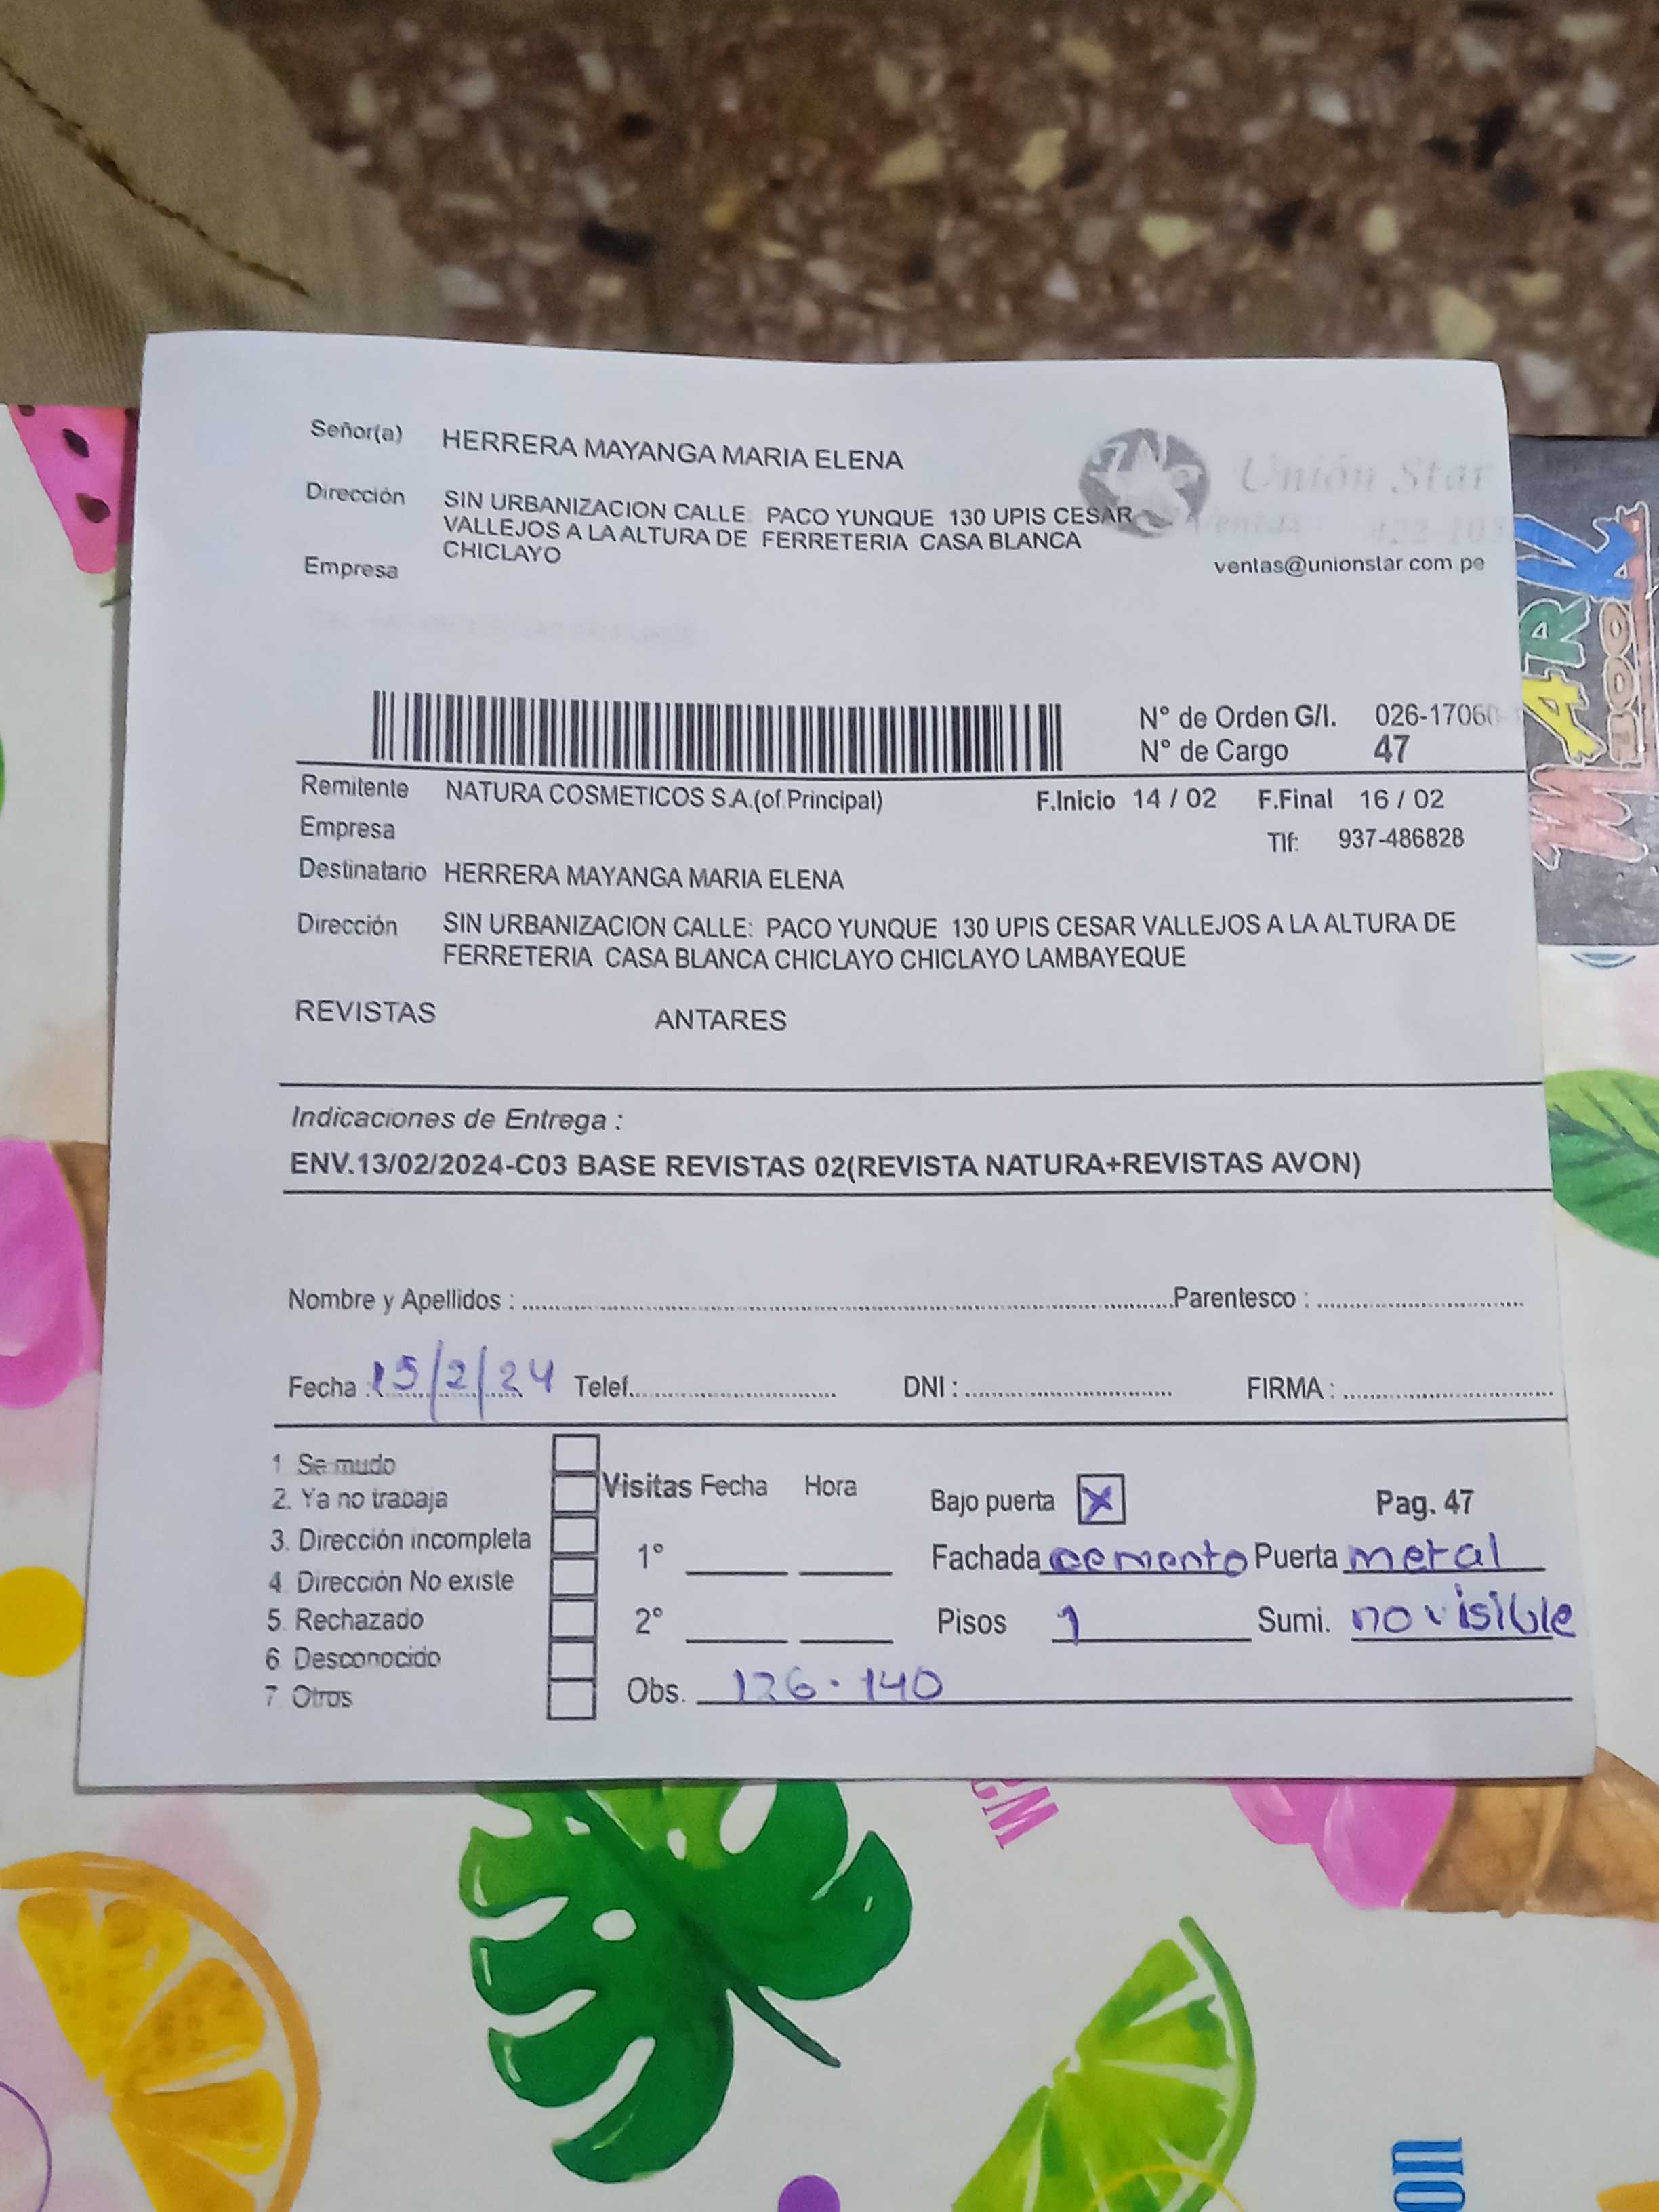 Señor(a) HERRERA MAYANGA MARIA ELENA
Unión Star
Dirección SIN URBANIZACION CALLE: PACO YUNQUE 130 UPIS CESAR
VALLEJOS A LA ALTURA DE FERRETERIA CASA BLANCA
CHICLAYO
Ventas
ventas@unionstar.com.pe
Empresa
N° de Orden G/I. 026-17060
N° de Cargo 47
Remitente NATURA COSMETICOS S.A.(of.Principal) F.Inicio 14 / 02 F.Final 16 / 02
Empresa Tlf: 937-486828
Destinatario HERRERA MAYANGA MARIA ELENA
Dirección SIN URBANIZACION CALLE: PACO YUNQUE 130 UPIS CESAR VALLEJOS A LA ALTURA DE
FERRETERIA CASA BLANCA CHICLAYO CHICLAYO LAMBAYEQUE
REVISTAS ANTARES
Indicaciones de Entrega :
ENV.13/02/2024-C03 BASE REVISTAS 02(REVISTA NATURA+REVISTAS AVON)
Nombre y Apellidos : Parentesco :
Fecha : 15/2/24 Telef. DNI : FIRMA :
1 Se mudo
2. Ya no trabaja
3. Dirección incompleta
4 Dirección No existe
5. Rechazado
6 Desconocido
7 Otros
Visitas Fecha Hora
1°
2°
Bajo puerta X Pag. 47
Fachada cemento Puerta metal
Pisos 1 Sumi. no visible
Obs. 126. 140
MARK